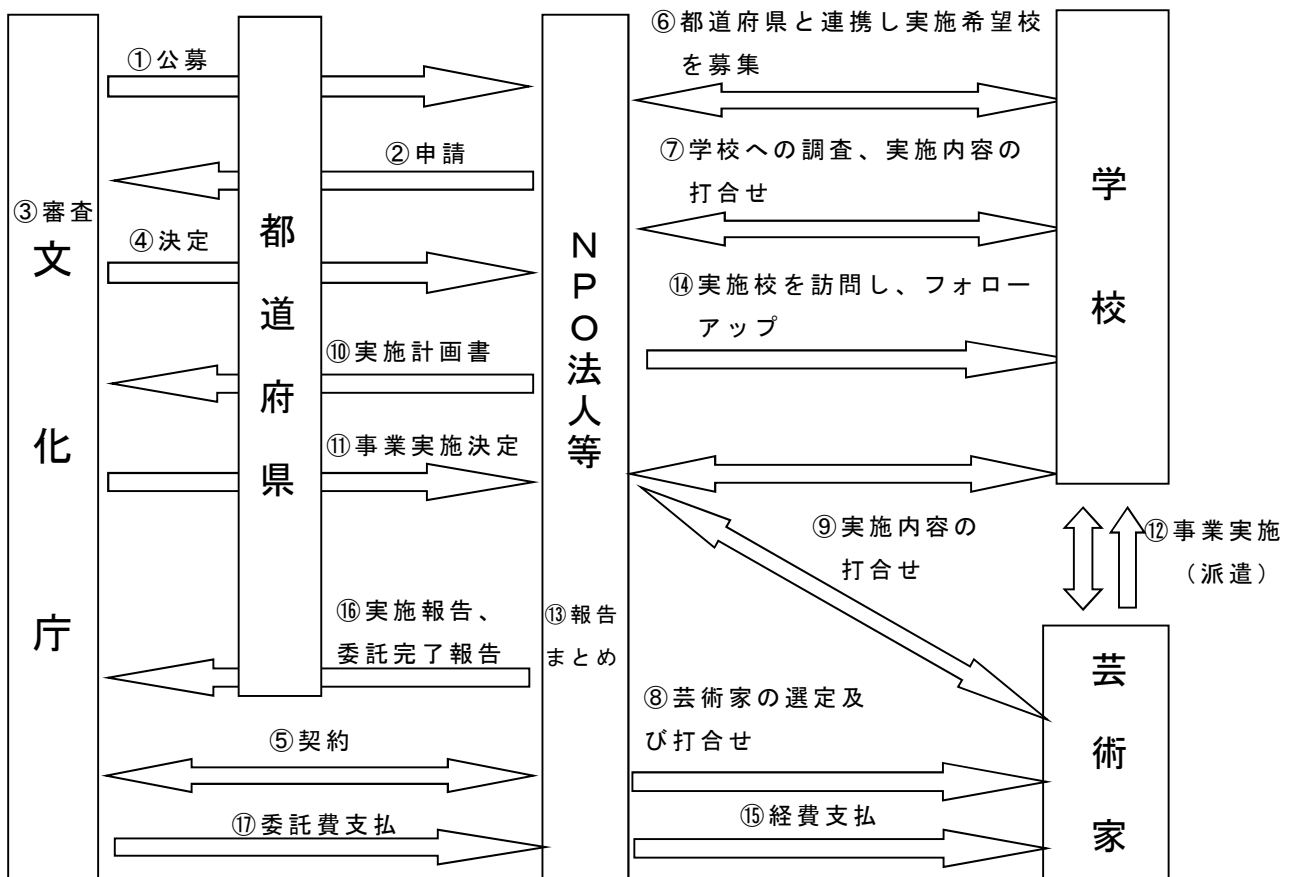 ①公募
②申請
③審査
文化庁
④決定
都道府県
NPO法人等
⑩実施計画書
⑪事業実施決定
⑯実施報告、
委託完了報告
⑬報告
まとめ
⑤契約
⑰委託費支払
⑥都道府県と連携し実施希望校
を募集
⑦学校への調査、実施内容の
打合せ
学校
⑭実施校を訪問し、フォロー
アップ
⑨実施内容の
打合せ
⑫事業実施
（派遣）
⑧芸術家の選定及
び打合せ
⑮経費支払
芸術家